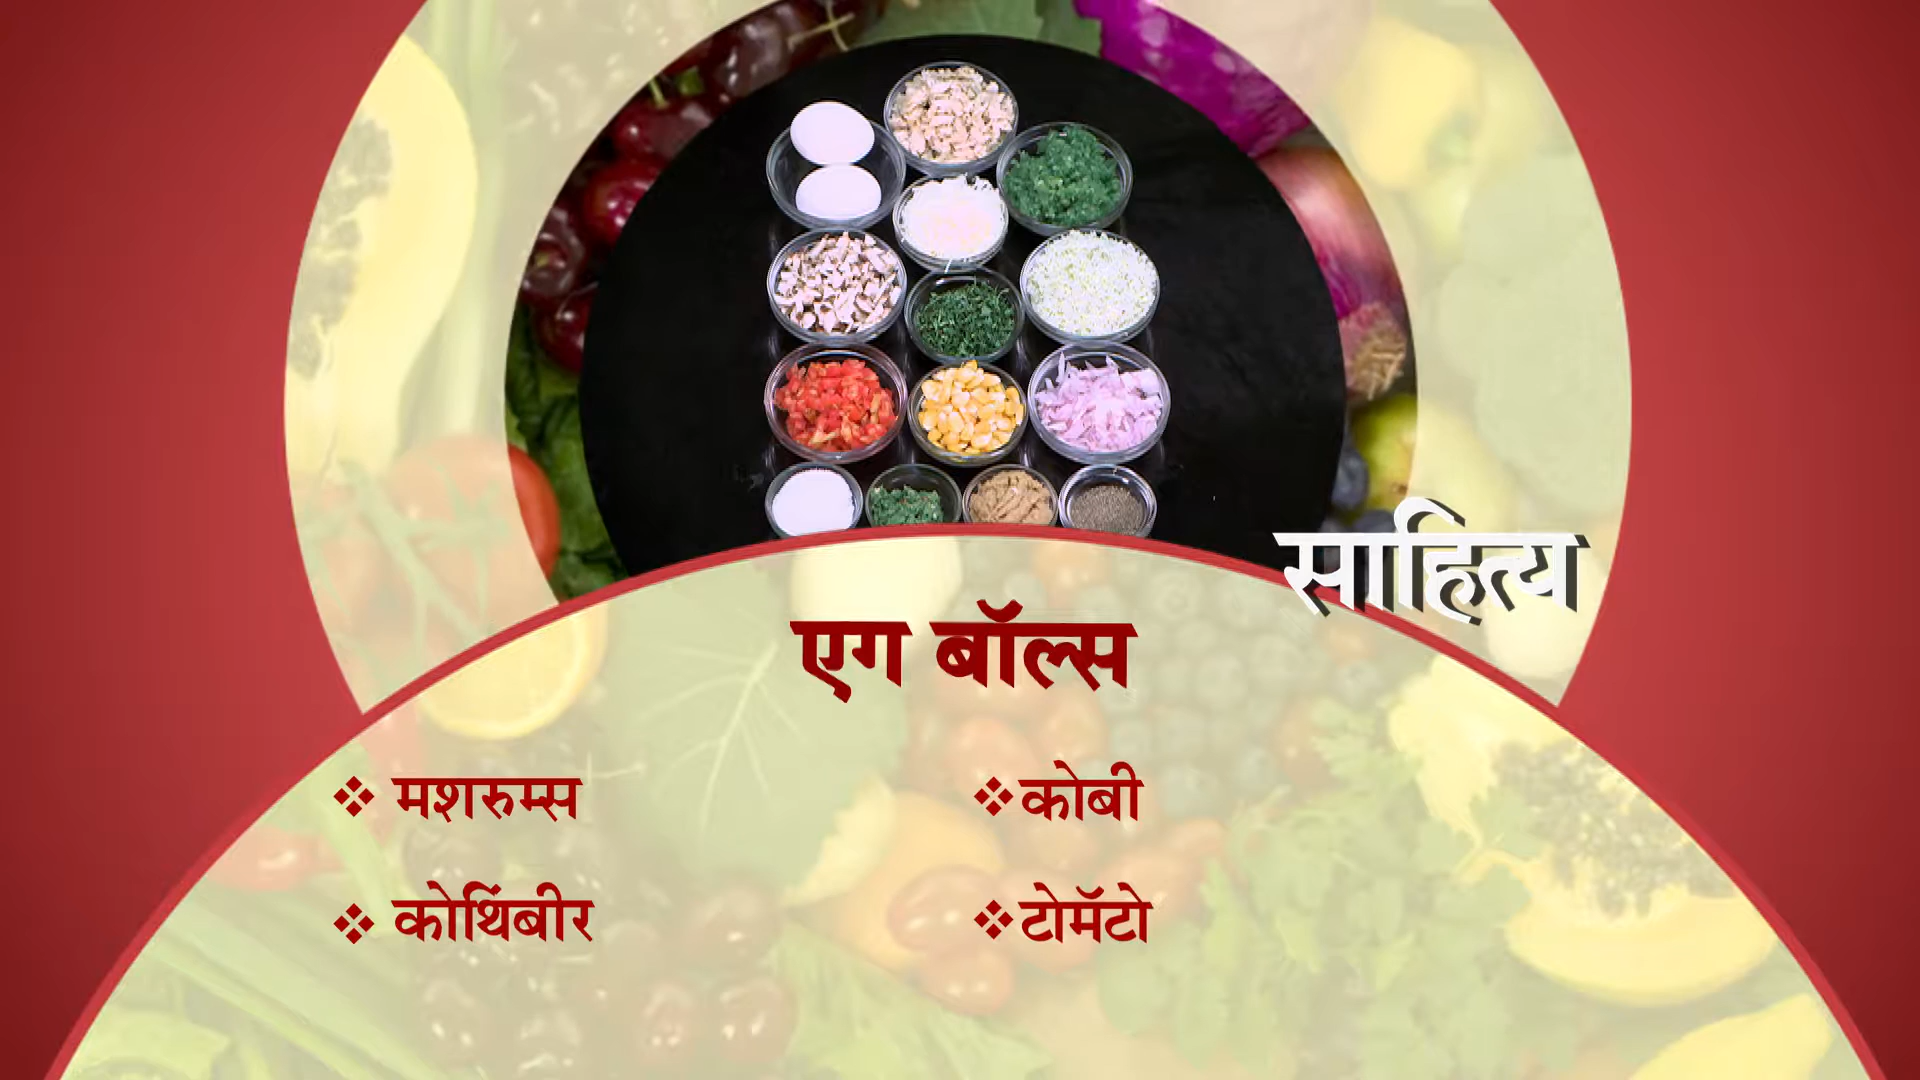 साहित्य
एग बॉल्स
❖ मशरुम्स
❖ कोबी
❖ कोथिंबीर
❖ टोमॅटो